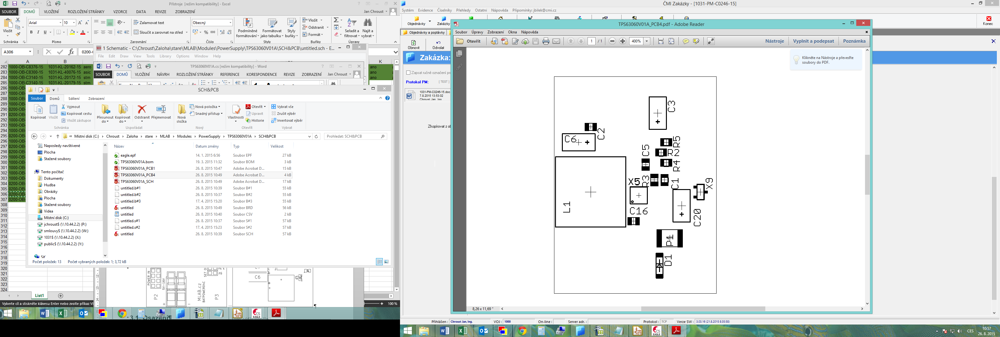 Přístroje [režim kompatibility] - Excel
SOUBOR DOMŮ VLOŽENÍ ROZLOŽENÍ STRÁNKY VZORCE DATA REVIZE ZOBRAZENÍ Jan Chroust
Vložit Arial 10 Zalamovat text Obecný Podmíněné formátování Formátovat jako tabulku Styly buňky Vložit Seřadit a filtrovat Najít a vybrat
B I U Sloučit a zarovnat na střed % 000 Odstranit
Formát
Schránka Písmo Zarovnání Číslo Styly Buňky Úpravy
A306 0200-O
A B K
282 1000-OB-C8376-15 1031-KL-20162-15 aero ano
283 1000-OB-C8300-15 1031-KL-40076-15 asic ano
284 1000-OB-C3140-15 1031-KL-20172-15 stm ano
285 1000-OB-C3140-15 1031-KL-20179-15 stm
286 1000-OB-
287 1000-OB-
288 1000-OB-
289 1000-OB-
290 0200-OB-
291 0200-OB-
292 1000-OB-
293 1000-OB-
294 1000-OB-
295 0200-OB-
296 1000-OB-
297 0200-OB-
298 0200-OB-
299 1000-OB-
300 1000-OB-
301 1000-OB-
302 1000-OB-
303 1000-OB-
304 0200-OB-
305 0200-OB-
306 0200-OB-
307 0200-OB-
308
309
310
311
312
313
314
315
316
317
318
319
320
321
322
323
324
List1
Vyberte cíl a stiskněte klávesu Enter nebo zvolte příkaz Vl
100 %
1 Schematic - C:\Chroust\Zaloha\stare\MLAB\Modules\PowerSupply\TPS63060V01A\SCH&PCB\untitled.sch - E...
File Edit Draw View Tools Library Options Window Help
TPS63060V01A.cs [režim kompatibility] - Word
SOUBOR DOMŮ VLOŽENÍ NÁVRH ROZLOŽENÍ STRÁNKY REFERENCE KORESPONDENCE REVIZE ZOBRAZENÍ Jan Chroust
SCH&PCB
Soubor Domů Sdílení Zobrazení
Kopírovat Vložit Vyjmout
Kopírovat cestu
Vložit zástupce
Přesunout do Kopírovat do Odstranit Přejmenovat
Nová složka Nová položka
Snadný přístup
Vlastnosti Otevřít
Upravit
Historie
Vybrat vše
Zrušit výběr
Invertovat výběr
Schránka Uspořádat Nový Otevřít Vybrat
Místní disk (C:) Chroust Zaloha stare MLAB Modules PowerSupply TPS63060V01A SCH&PCB
Prohledat: SCH&PCB
Naposledy navštívené
Plocha
Stažené soubory
Tento počítač
Dokumenty
Hudba
Obrázky
Plocha
Stažené soubory
Videa
Místní disk (C:)
jchroust$ (\\10.44.2.2) (P:)
smlouvy$ (\\10.44.2.2) (W:)
1031$ (\\10.44.2.2) (X:)
public$ (\\10.44.2.2) (Y:)
Síť
Název Datum změny Typ Velikost
eagle.epf 14. 1. 2015 6:56 Soubor EPF 27 kB
TPS63060V01A.bom 19. 3. 2015 11:32 Soubor BOM 3 kB
TPS63060V01A_PCB1 26. 8. 2015 10:47 Adobe Acrobat D... 15 kB
TPS63060V01A_PCB4 26. 8. 2015 10:49 Adobe Acrobat D... 4 kB
TPS63060V01A_SCH 26. 8. 2015 10:49 Adobe Acrobat D... 17 kB
untitled.b#1 26. 8. 2015 10:39 Soubor B#1 55 kB
untitled.b#2 26. 8. 2015 10:37 Soubor B#2 55 kB
untitled.b#3 17. 4. 2015 15:20 Soubor B#3 55 kB
untitled 26. 8. 2015 10:49 Soubor BRD 56 kB
untitled 26. 8. 2015 10:40 Soubor CSV 2 kB
untitled.s#1 26. 8. 2015 10:37 Soubor S#1 57 kB
untitled.s#2 17. 4. 2015 15:23 Soubor S#2 57 kB
untitled 26. 8. 2015 10:39 Soubor SCH 57 kB
Počet položek: 13 Počet vybraných položek: 1; 3,72 kB
POWER IN
5V-16V
P2
MLAB.cz
BATPOWER04C
P3
C6
3.1. Osazení¶
ČMI Zakázky - [1031-PM-C0246-15]
Systém Evidence Číselníky Přehledy Ostatní Nápověda Připomínky: jbilek@cmi.cz
Objednávky Zakázky Konec
Objednávky a poptávky
Obnovit Odvolat
Zakázka:
Zapsat ručně označení pro
Protokol PM: [ TEST ]
1031-PM-C0246-15.doc
7.8.2015 13:53:02
Chroust Jan, Ing.
Zkopírovat z ob
TPS63060V01A_PCB4.pdf - Adobe Reader
Soubor Úpravy Zobrazení Okna Nápověda
Otevřít 1 / 1 400% Nástroje Vyplnit a podepsat Poznámka
Klikněte na Nástroje a převeďte
soubory do PDF.
C3
C2
C6
R5
C5
R2
R4
X5
R3
C1
X9
L1
C16
C20
P1
D1
8,26 x 11,69 "
Přihlášen : Chroust Jan, Ing. VOJ : 1000 On-line : Server adr. : Protokol : TCP Verze SW : 3.03.16 (21.8.2015 8:35:58)
CES 10:57
26. 8. 2015